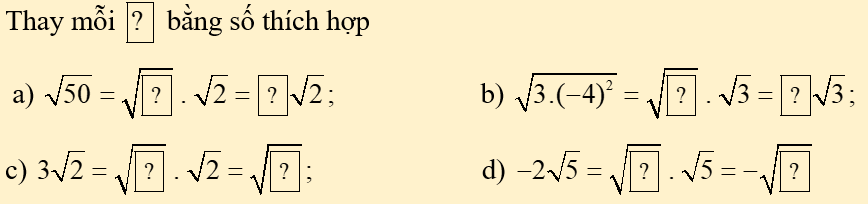 Thay mỗi ? bằng số thích hợp
a) √50 = √? . √2 = ?√2 ; b) √3.(−4)² = √? . √3 = ?√3 ;
c) 3√2 = √? . √2 = √? ; d) −2√5 = √? . √5 = −√?